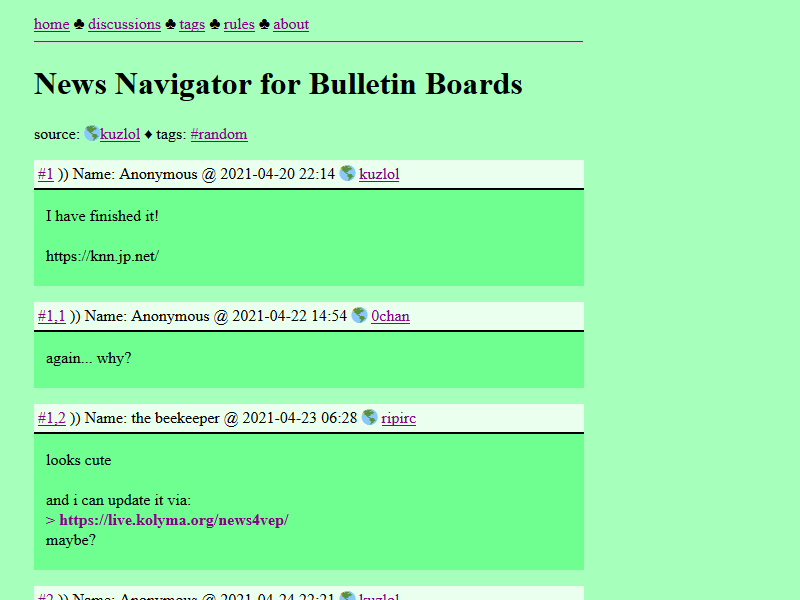 home ♣ discussions ♣ tags ♣ rules ♣ about
News Navigator for Bulletin Boards
source: 🌎kuzlol ♦ tags: #random
#1 )) Name: Anonymous @ 2021-04-20 22:14 🌎 kuzlol
I have finished it!
https://knn.jp.net/
#1,1 )) Name: Anonymous @ 2021-04-22 14:54 🌎 0chan
again... why?
#1,2 )) Name: the beekeeper @ 2021-04-23 06:28 🌎 ripirc
looks cute
and i can update it via:
> https://live.kolyma.org/news4vep/
maybe?
#2 )) Name: Anonymous @ 2021-04-24 22:21 🌎 kuzlol